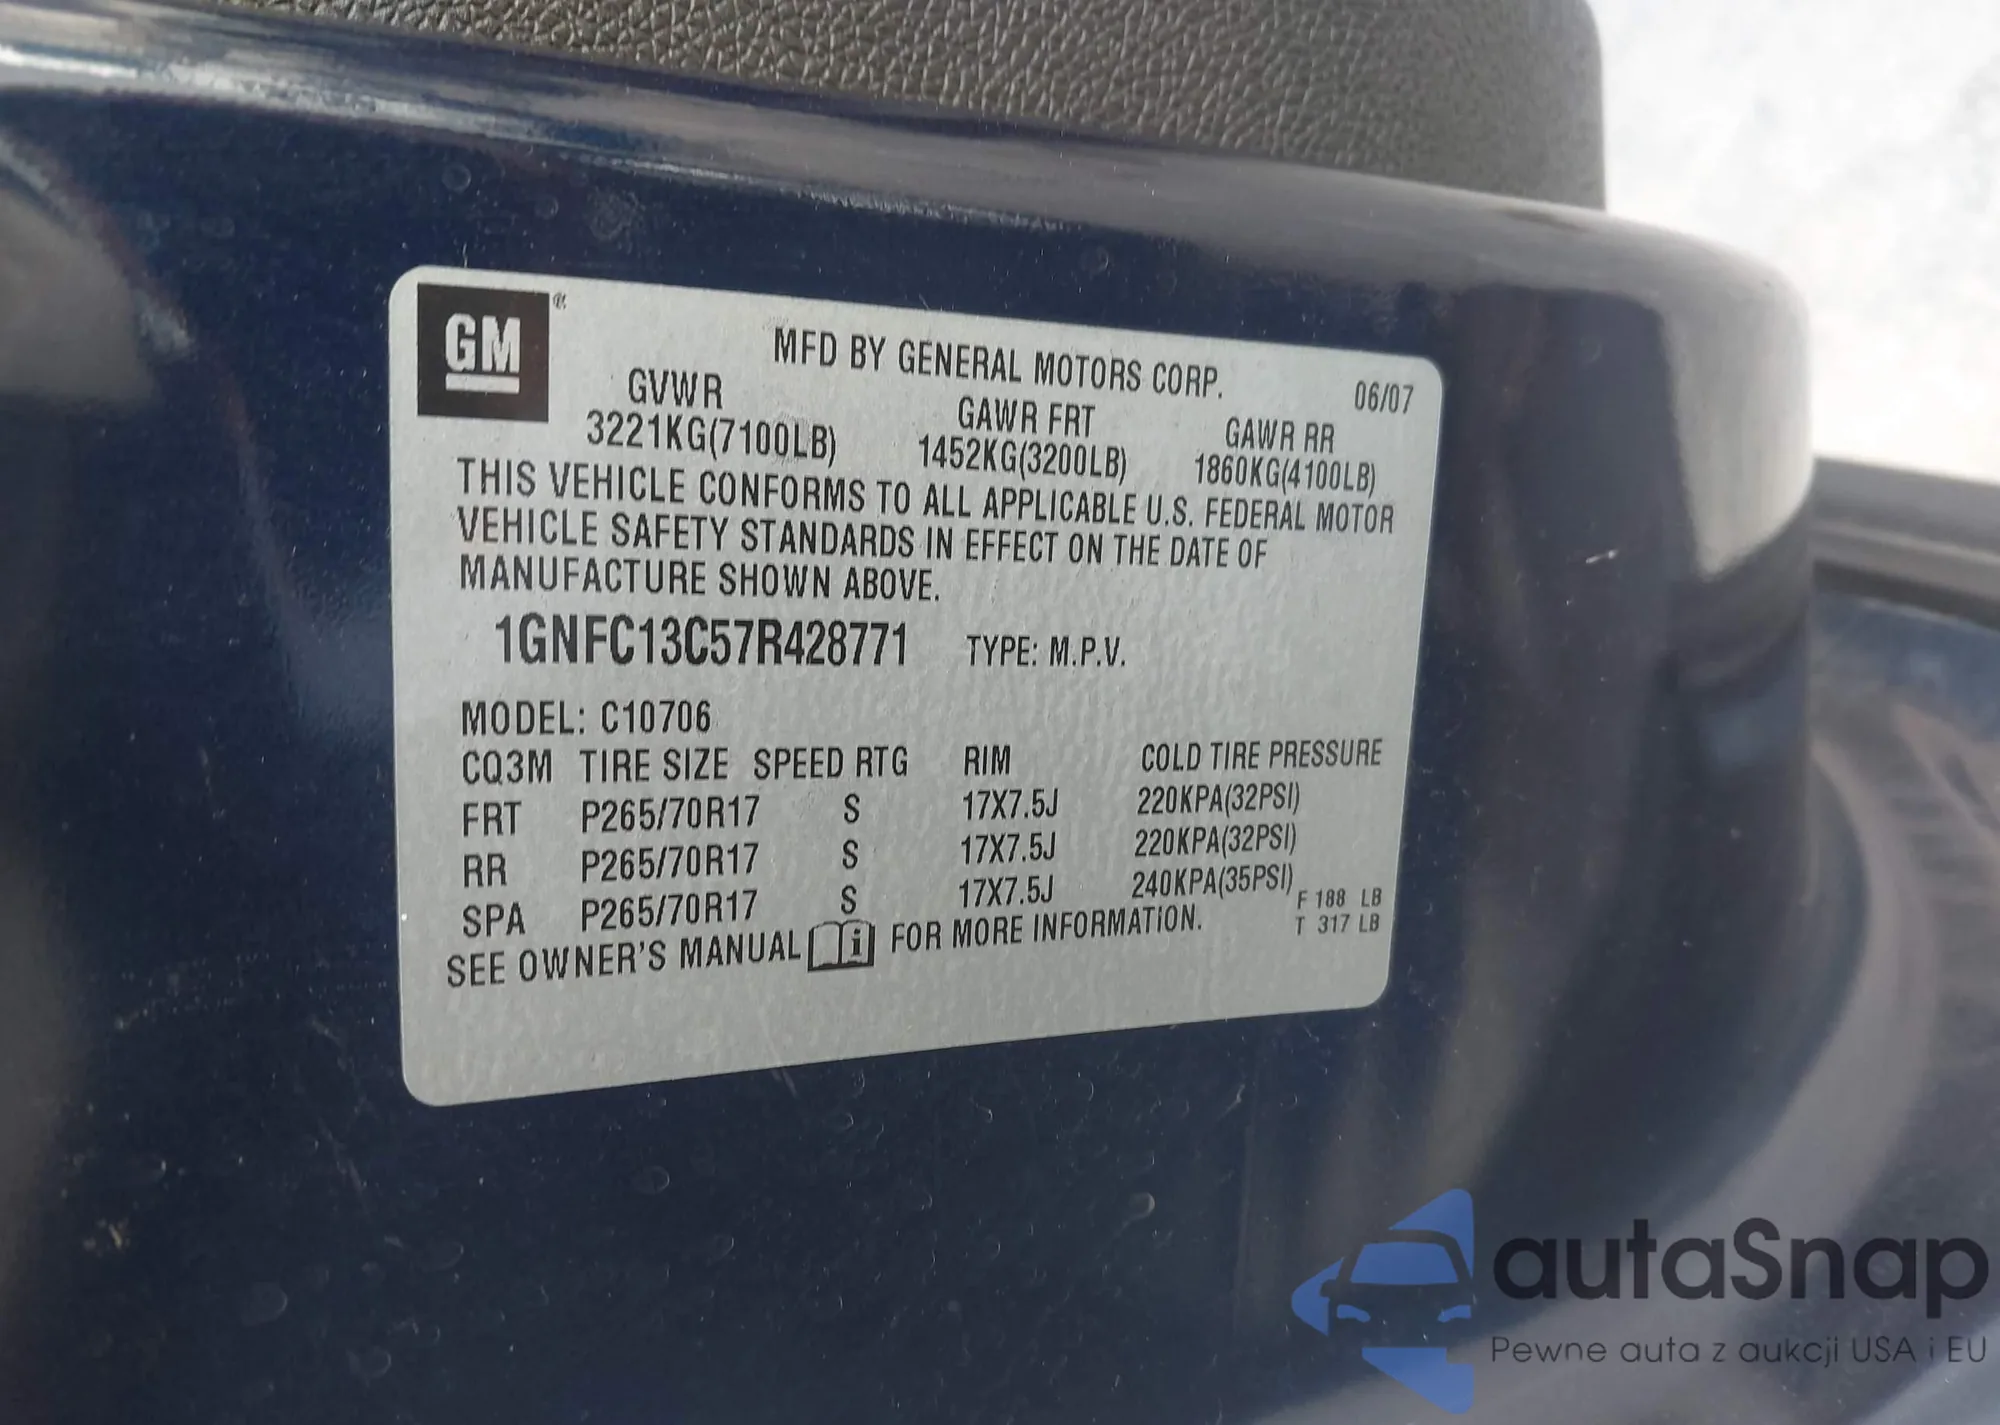 GM ®
MFD BY GENERAL MOTORS CORP.
06/07
GVWR GAWR FRT GAWR RR
3221KG(7100LB) 1452KG(3200LB) 1860KG(4100LB)
THIS VEHICLE CONFORMS TO ALL APPLICABLE U.S. FEDERAL MOTOR
VEHICLE SAFETY STANDARDS IN EFFECT ON THE DATE OF
MANUFACTURE SHOWN ABOVE.
1GNFC13C57R428771 TYPE: M.P.V.
MODEL: C10706
CQ3M TIRE SIZE SPEED RTG RIM COLD TIRE PRESSURE
FRT P265/70R17 S 17X7.5J 220KPA(32PSI)
RR P265/70R17 S 17X7.5J 220KPA(32PSI)
SPA P265/70R17 S 17X7.5J 240KPA(35PSI)
F 188 LB
T 317 LB
SEE OWNER'S MANUAL i FOR MORE INFORMATION.
autaSnap
Pewne auta z aukcji USA i EU